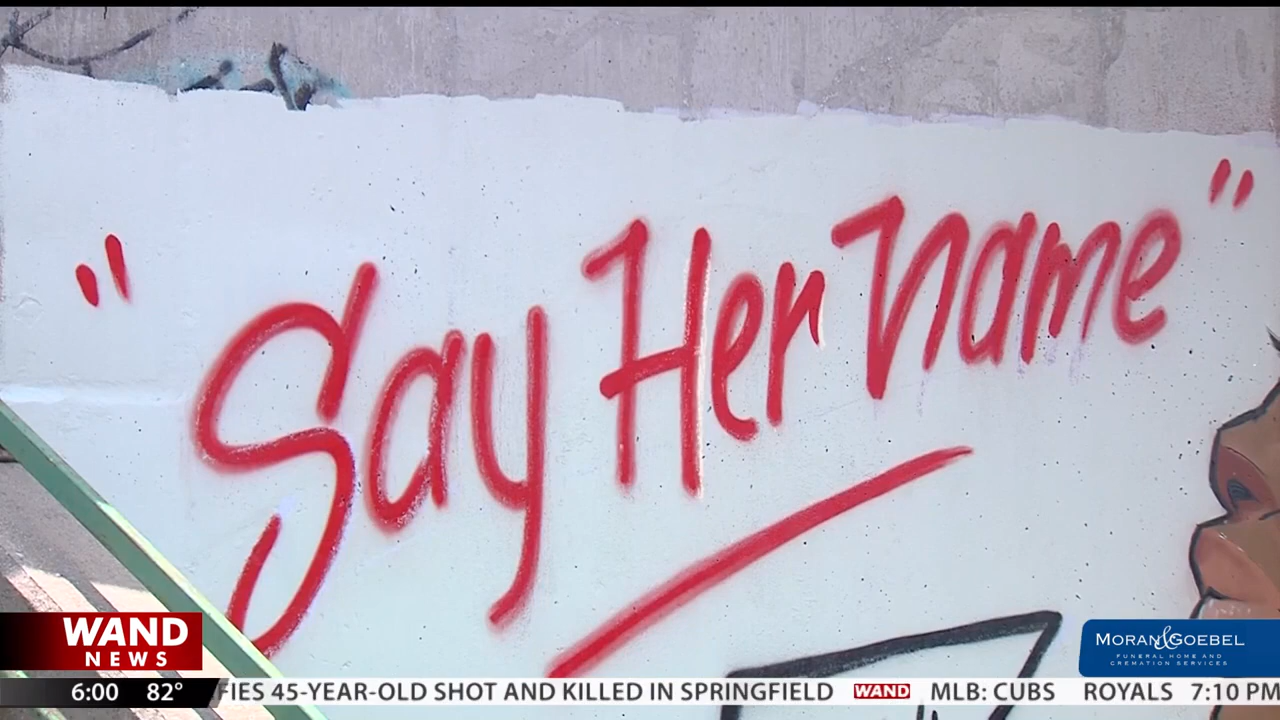 "Say Her Name"
WAND
NEWS
MORAN & GOEBEL
FUNERAL HOME AND
CREMATION SERVICES
6:00 82° FIES 45-YEAR-OLD SHOT AND KILLED IN SPRINGFIELD WAND MLB: CUBS ROYALS 7:10 PM